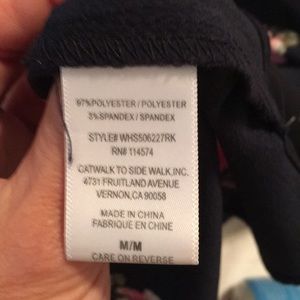 97%POLYESTER / POLYESTER
3%SPANDEX / SPANDEX
STYLE# WHS506227RK
RN# 114574
CATWALK TO SIDE WALK,INC.
4731 FRUITLAND AVENUE
VERNON,CA 90058
MADE IN CHINA
FABRIQUE EN CHINE
M/M
CARE ON REVERSE